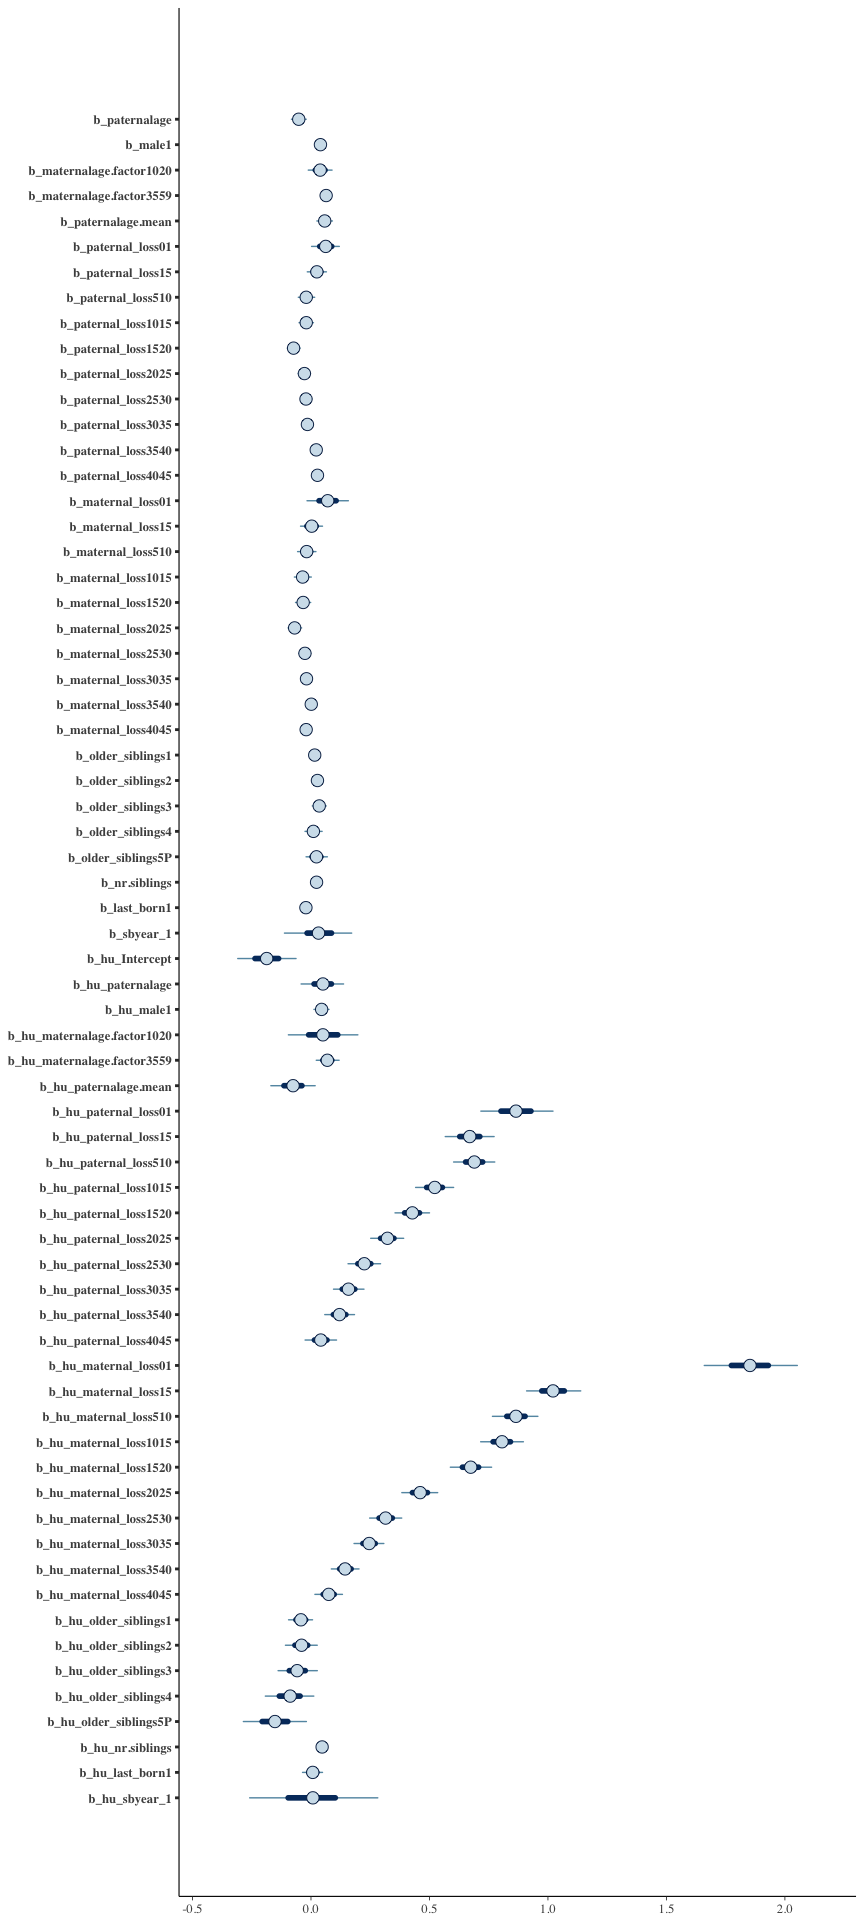 b_paternalage
b_male1
b_maternalage.factor1020
b_maternalage.factor3559
b_paternalage.mean
b_paternal_loss01
b_paternal_loss15
b_paternal_loss510
b_paternal_loss1015
b_paternal_loss1520
b_paternal_loss2025
b_paternal_loss2530
b_paternal_loss3035
b_paternal_loss3540
b_paternal_loss4045
b_maternal_loss01
b_maternal_loss15
b_maternal_loss510
b_maternal_loss1015
b_maternal_loss1520
b_maternal_loss2025
b_maternal_loss2530
b_maternal_loss3035
b_maternal_loss3540
b_maternal_loss4045
b_older_siblings1
b_older_siblings2
b_older_siblings3
b_older_siblings4
b_older_siblings5P
b_nr.siblings
b_last_born1
b_sbyear_1
b_hu_Intercept
b_hu_paternalage
b_hu_male1
b_hu_maternalage.factor1020
b_hu_maternalage.factor3559
b_hu_paternalage.mean
b_hu_paternal_loss01
b_hu_paternal_loss15
b_hu_paternal_loss510
b_hu_paternal_loss1015
b_hu_paternal_loss1520
b_hu_paternal_loss2025
b_hu_paternal_loss2530
b_hu_paternal_loss3035
b_hu_paternal_loss3540
b_hu_paternal_loss4045
b_hu_maternal_loss01
b_hu_maternal_loss15
b_hu_maternal_loss510
b_hu_maternal_loss1015
b_hu_maternal_loss1520
b_hu_maternal_loss2025
b_hu_maternal_loss2530
b_hu_maternal_loss3035
b_hu_maternal_loss3540
b_hu_maternal_loss4045
b_hu_older_siblings1
b_hu_older_siblings2
b_hu_older_siblings3
b_hu_older_siblings4
b_hu_older_siblings5P
b_hu_nr.siblings
b_hu_last_born1
b_hu_sbyear_1
-0.5 0.0 0.5 1.0 1.5 2.0